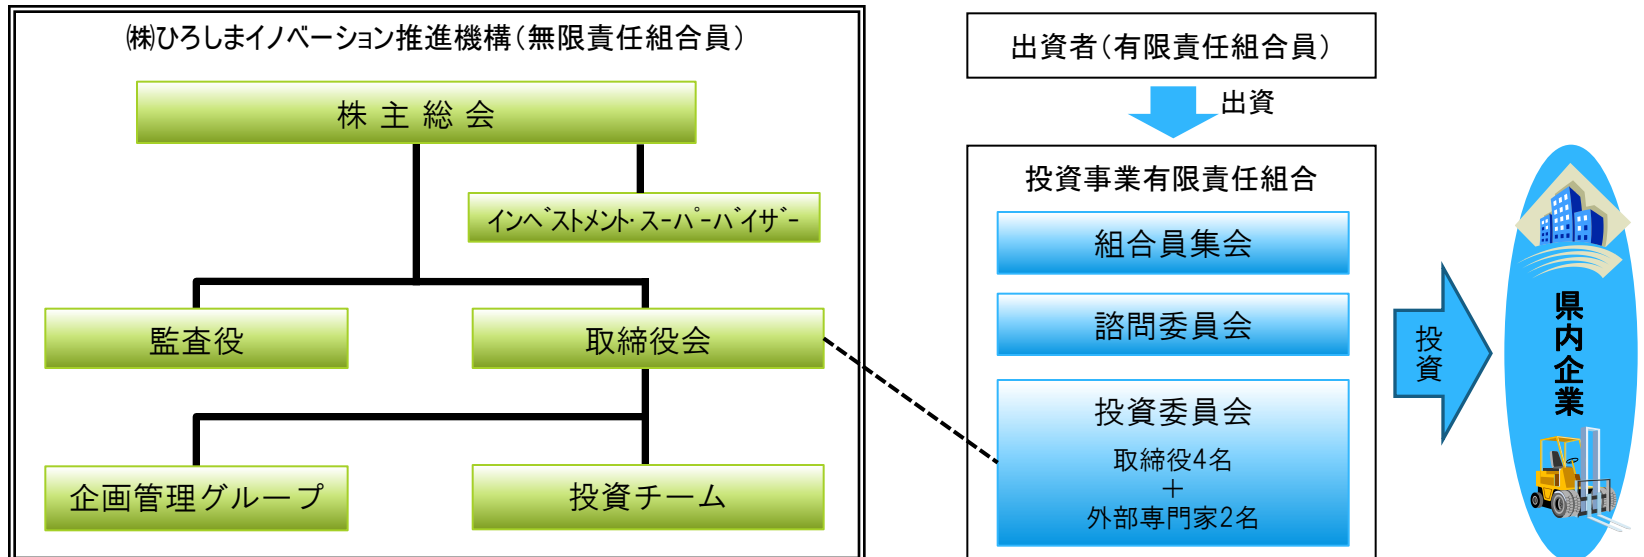 ㈱ひろしまイノベーション推進機構(無限責任組合員)
株 主 総 会
インベストメント・スーパーバイザー
監査役
取締役会
企画管理グループ
投資チーム
出資者(有限責任組合員)
出資
投資事業有限責任組合
組合員集会
諮問委員会
投資委員会
取締役4名
+
外部専門家2名
投資
県内企業